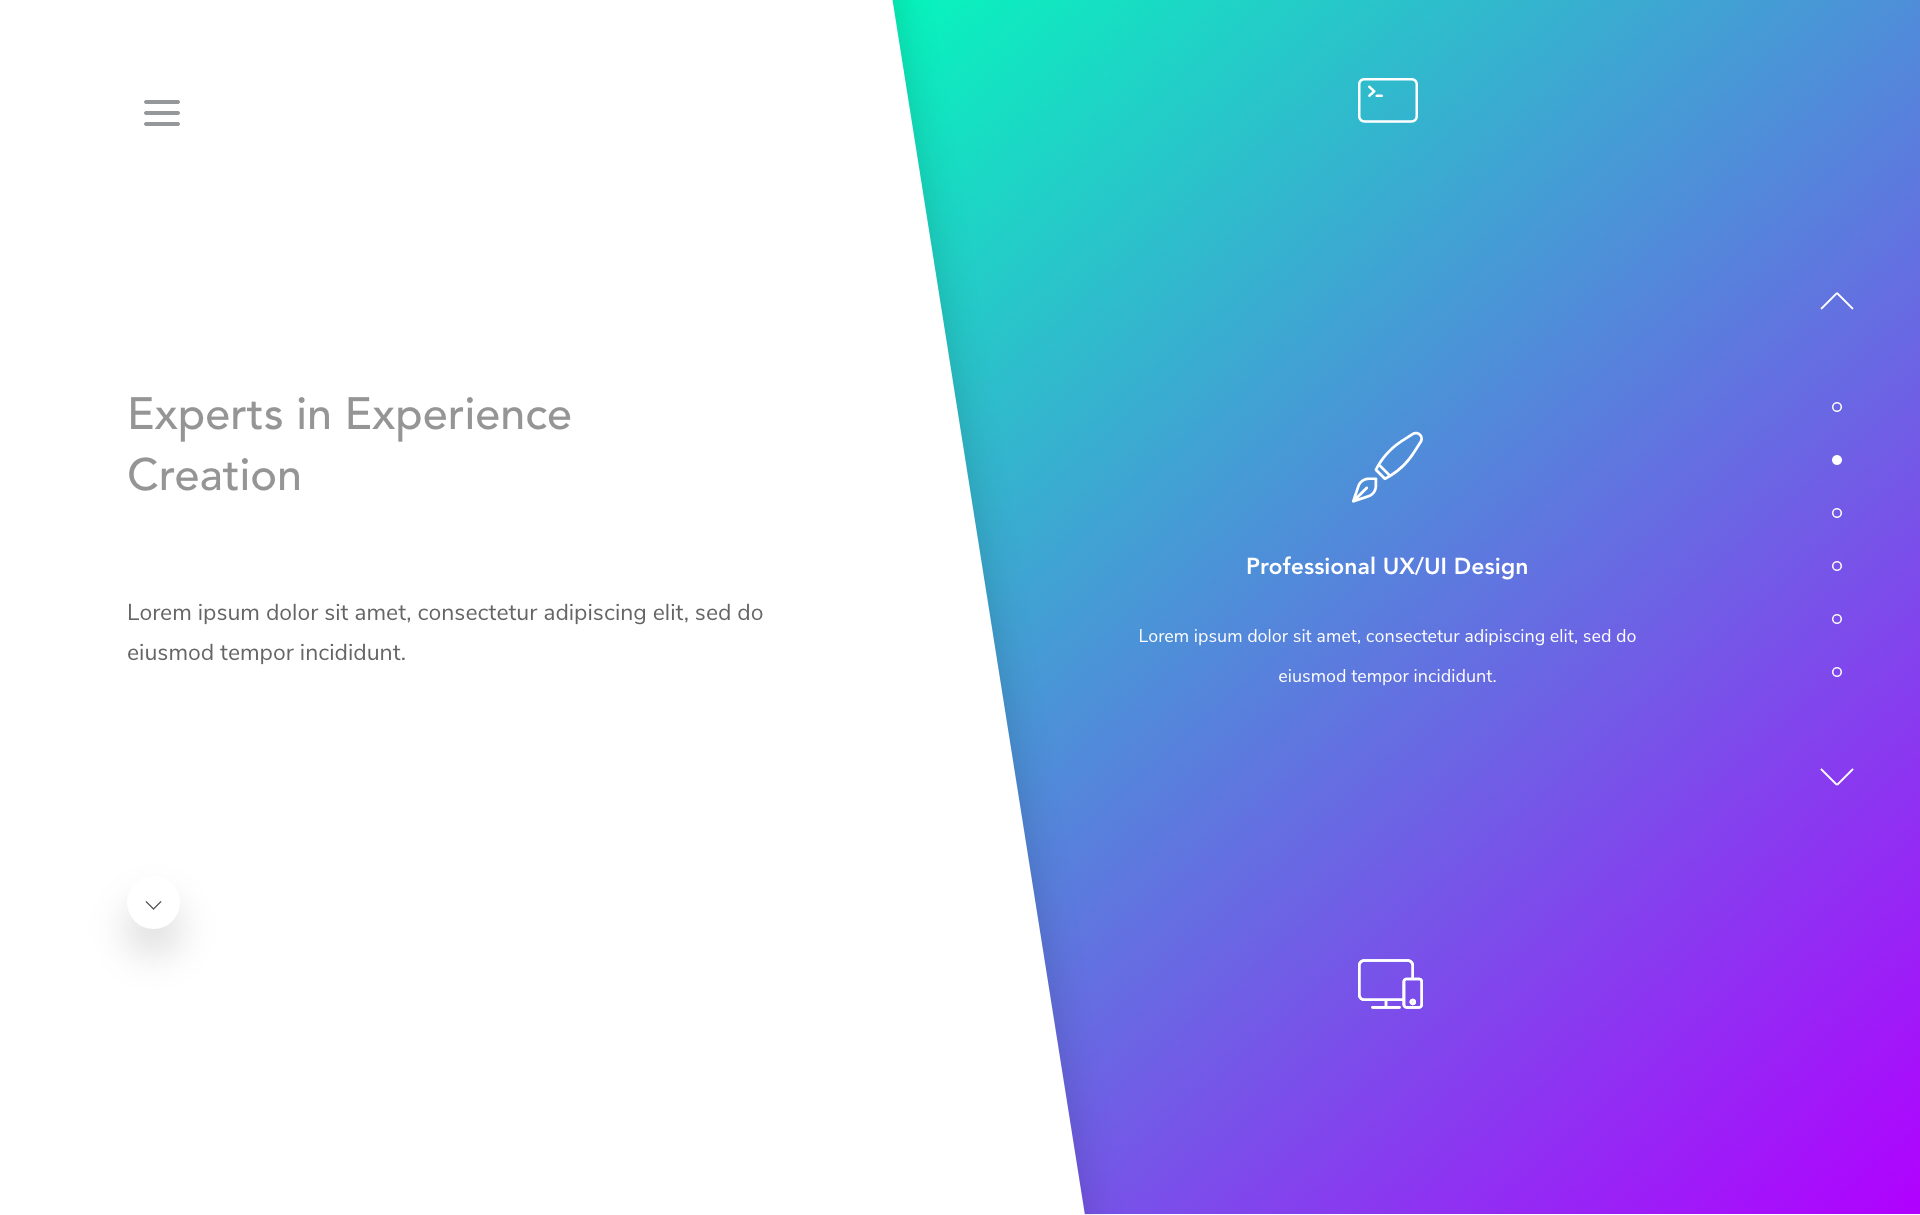 Experts in Experience
Creation
Lorem ipsum dolor sit amet, consectetur adipiscing elit, sed do
eiusmod tempor incididunt.
Professional UX/UI Design
Lorem ipsum dolor sit amet, consectetur adipiscing elit, sed do
eiusmod tempor incididunt.